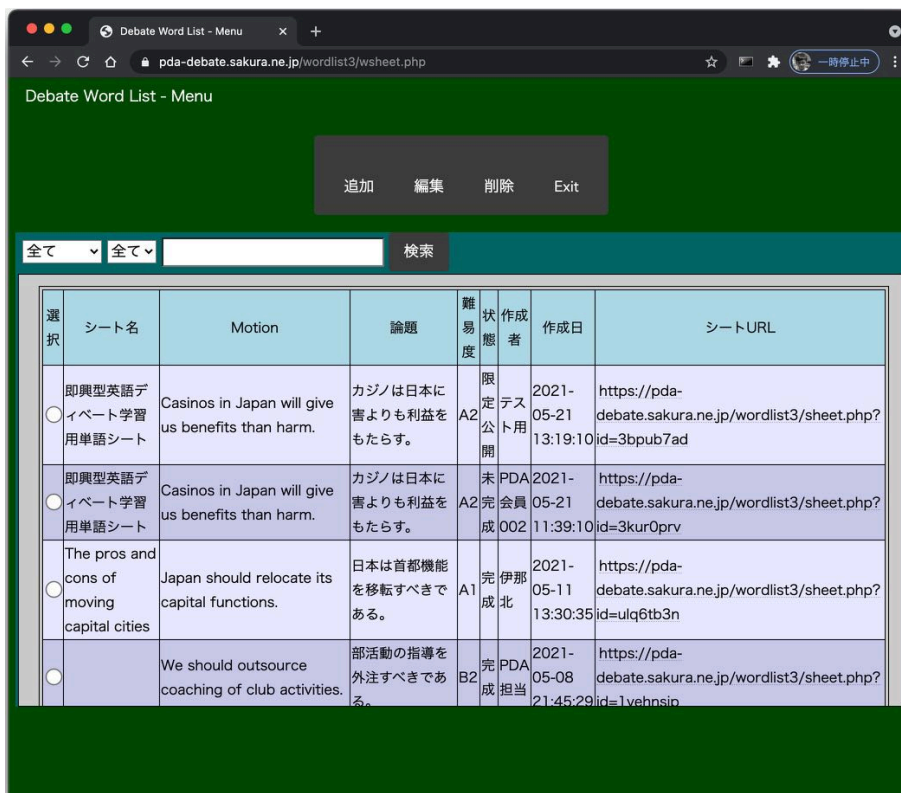 Debate Word List - Menu
pda-debate.sakura.ne.jp/wordlist3/wsheet.php
一時停止中
Debate Word List - Menu
追加 編集 削除 Exit
全て 全て 検索
選択 シート名 Motion 論題 難易度 状態 作成者 作成日 シートURL
即興型英語ディベート学習用単語シート Casinos in Japan will give us benefits than harm. カジノは日本に害よりも利益をもたらす。 A2 限定公開 テスト用 2021-05-21 13:19:10 https://pda-debate.sakura.ne.jp/wordlist3/sheet.php?id=3bpub7ad
即興型英語ディベート学習用単語シート Casinos in Japan will give us benefits than harm. カジノは日本に害よりも利益をもたらす。 A2 未完成 PDA会員002 2021-05-21 11:39:10 https://pda-debate.sakura.ne.jp/wordlist3/sheet.php?id=3kur0prv
The pros and cons of moving capital cities Japan should relocate its capital functions. 日本は首都機能を移転すべきである。 A1 完成 伊那北 2021-05-11 13:30:35 https://pda-debate.sakura.ne.jp/wordlist3/sheet.php?id=ulq6tb3n
We should outsource coaching of club activities. 部活動の指導を外注すべきである。 B2 完成 PDA担当 2021-05-08 21:45:29 https://pda-debate.sakura.ne.jp/wordlist3/sheet.php?id=1vehnsip